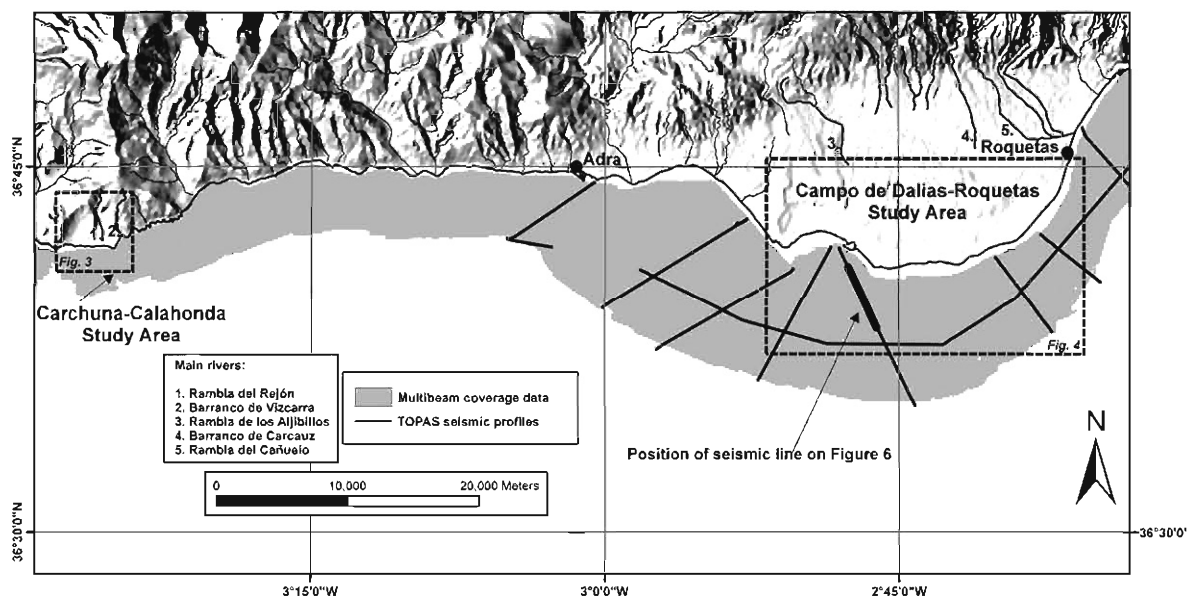 36°45'0"N
Adra
3.
4.
5.
Roquetas
Campo de Dalias-Roquetas
Study Area
1.
2.
Fig. 3
Carchuna-Calahonda
Study Area
Fig. 4
Main rivers:
1. Rambla del Rejón
2. Barranco de Vizcarra
3. Rambla de los Aljibillos
4. Barranco de Carcauz
5. Rambla del Cañuelo
Multibeam coverage data
TOPAS seismic profiles
Position of seismic line on Figure 6
N
0 10,000 20,000 Meters
36°30'0"N
36°30'0'
3°15'0"W 3°0'0"W 2°45'0"W